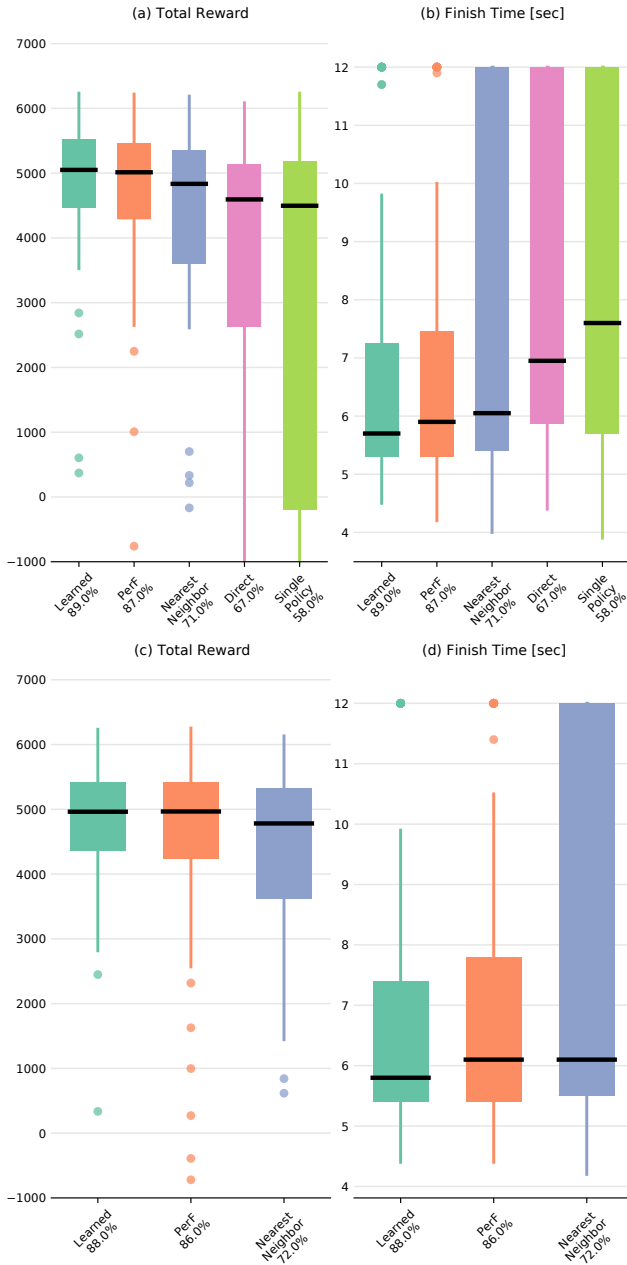 (a) Total Reward
7000
6000
5000
4000
3000
2000
1000
0
−1000
Learned
89.0%
PerF
87.0%
Nearest
Neighbor
71.0%
Direct
67.0%
Single
Policy
58.0%
(b) Finish Time [sec]
12
11
10
9
8
7
6
5
4
Learned
89.0%
PerF
87.0%
Nearest
Neighbor
71.0%
Direct
67.0%
Single
Policy
58.0%
(c) Total Reward
7000
6000
5000
4000
3000
2000
1000
0
−1000
Learned
88.0%
PerF
86.0%
Nearest
Neighbor
72.0%
(d) Finish Time [sec]
12
11
10
9
8
7
6
5
4
Learned
88.0%
PerF
86.0%
Nearest
Neighbor
72.0%